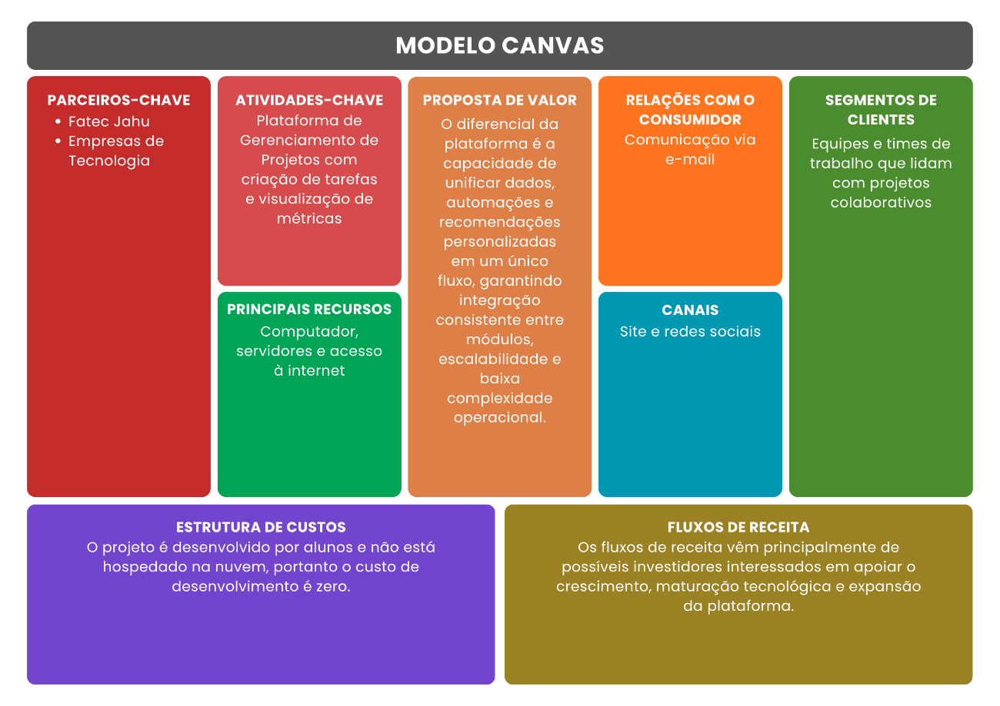 MODELO CANVAS
PARCEIROS-CHAVE
• Fatec Jahu
• Empresas de
Tecnologia
ATIVIDADES-CHAVE
Plataforma de
Gerenciamento de
Projetos com
criação de tarefas
e visualização de
métricas
PRINCIPAIS RECURSOS
Computador,
servidores e acesso
à internet
PROPOSTA DE VALOR
O diferencial da
plataforma é a
capacidade de
unificar dados,
automações e
recomendações
personalizadas
em um único
fluxo, garantindo
integração
consistente entre
módulos,
escalabilidade e
baixa
complexidade
operacional.
RELAÇÕES COM O
CONSUMIDOR
Comunicação via
e-mail
CANAIS
Site e redes sociais
SEGMENTOS DE
CLIENTES
Equipes e times de
trabalho que lidam
com projetos
colaborativos
ESTRUTURA DE CUSTOS
O projeto é desenvolvido por alunos e não está
hospedado na nuvem, portanto o custo de
desenvolvimento é zero.
FLUXOS DE RECEITA
Os fluxos de receita vêm principalmente de
possíveis investidores interessados em apoiar o
crescimento, maturação tecnológica e expansão
da plataforma.